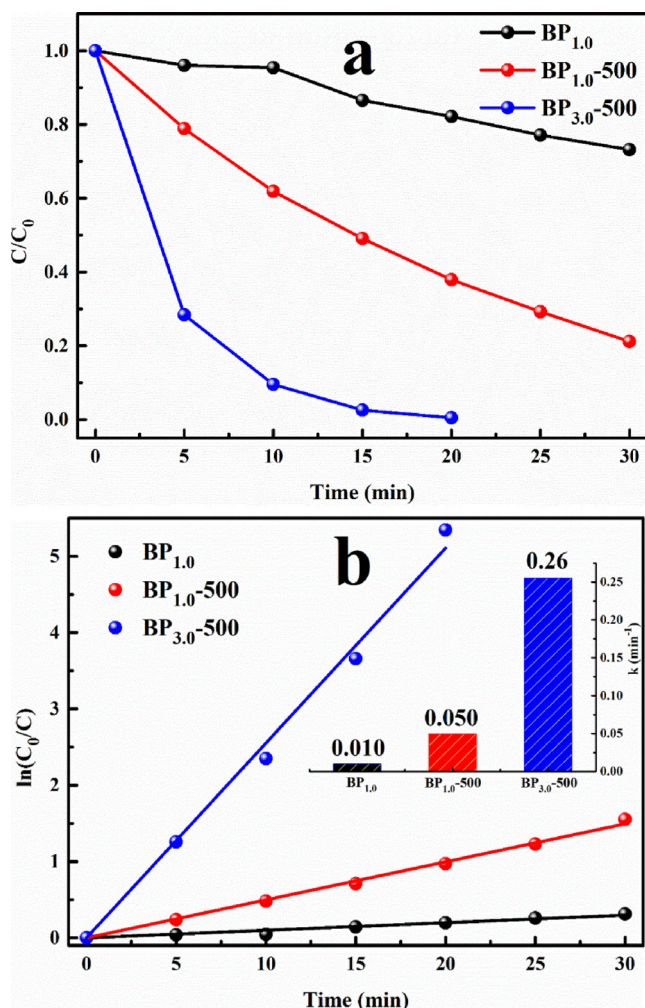 a
BP1.0
BP1.0-500
BP3.0-500
1.0
0.8
0.6
0.4
0.2
0.0
C/C0
0 5 10 15 20 25 30
Time (min)
b
BP1.0
BP1.0-500
BP3.0-500
5
4
3
2
1
0
ln(C0/C)
0.010
0.050
0.26
0.25
0.20
0.15
0.10
0.05
0.00
k (min-1)
BP1.0 BP1.0-500 BP3.0-500
0 5 10 15 20 25 30
Time (min)